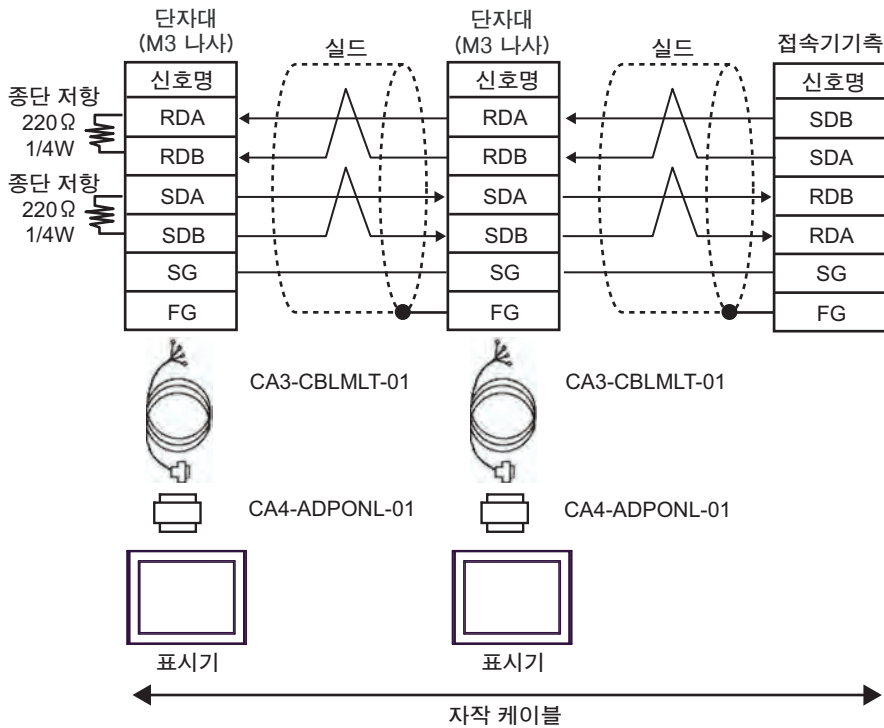 단자대
(M3 나사)
실드
단자대
(M3 나사)
실드
접속기기측
신호명
신호명
신호명
종단 저항
220Ω
1/4W
RDA
RDA
SDB
RDB
RDB
SDA
종단 저항
220Ω
1/4W
SDA
SDA
RDB
SDB
SDB
RDA
SG
SG
SG
FG
FG
FG
CA3-CBLMLT-01
CA3-CBLMLT-01
CA4-ADPONL-01
CA4-ADPONL-01
표시기
표시기
자작 케이블